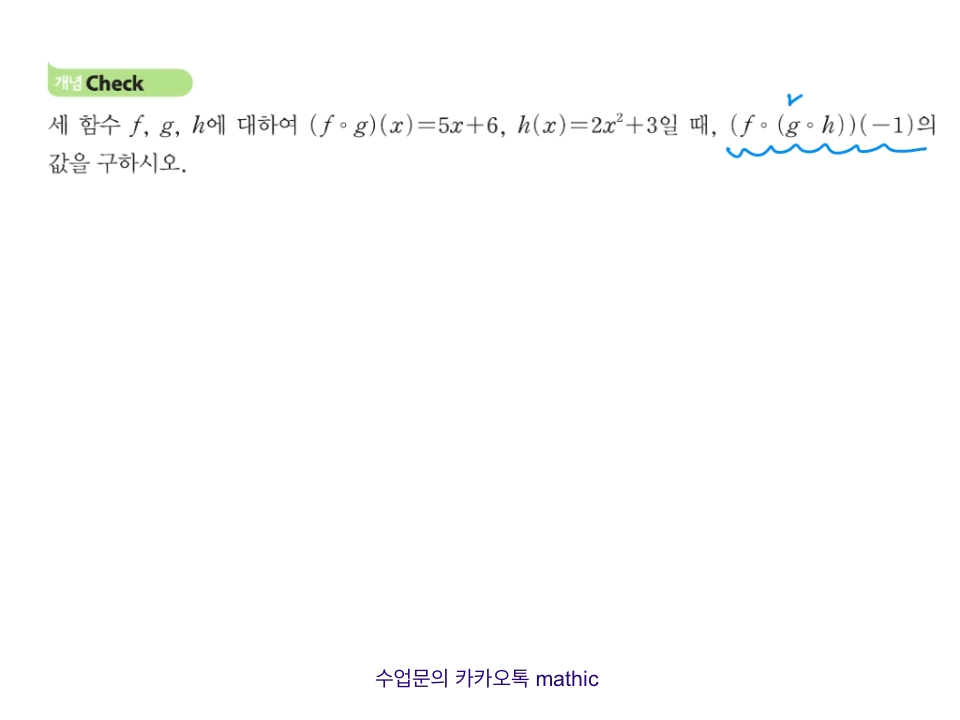 개념 Check
세 함수 f, g, h에 대하여 (f∘g)(x)=5x+6, h(x)=2x²+3일 때, (f∘(g∘h))(−1)의
값을 구하시오.
수업문의 카카오톡 mathic